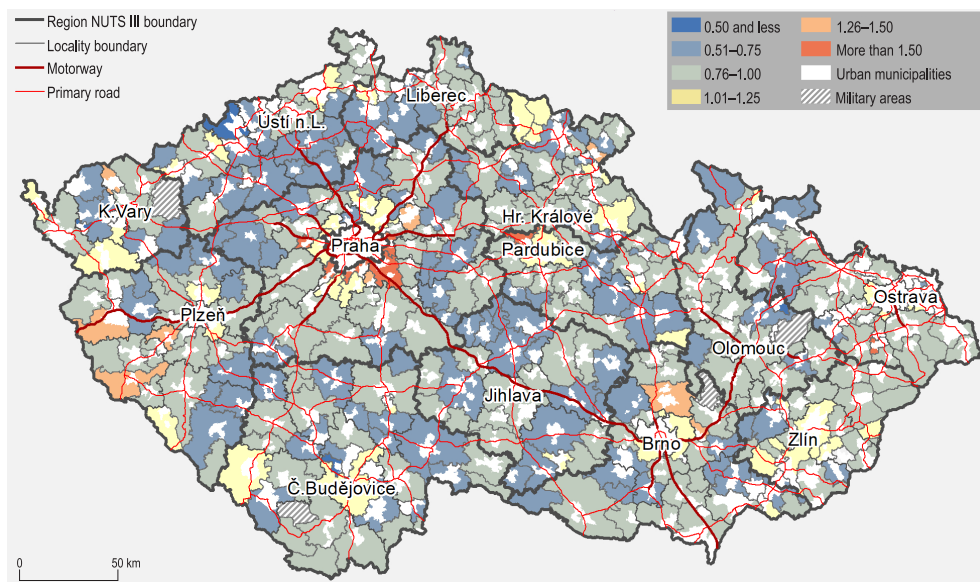 Region NUTS III boundary
Locality boundary
Motorway
Primary road
0.50 and less
0.51–0.75
0.76–1.00
1.01–1.25
1.26–1.50
More than 1.50
Urban municipalities
Military areas
Liberec
Ústí n.L.
K.Vary
Hr. Králové
Praha
Pardubice
Ostrava
Plzeň
Olomouc
Jihlava
Brno
Zlín
Č.Budějovice
0
50 km